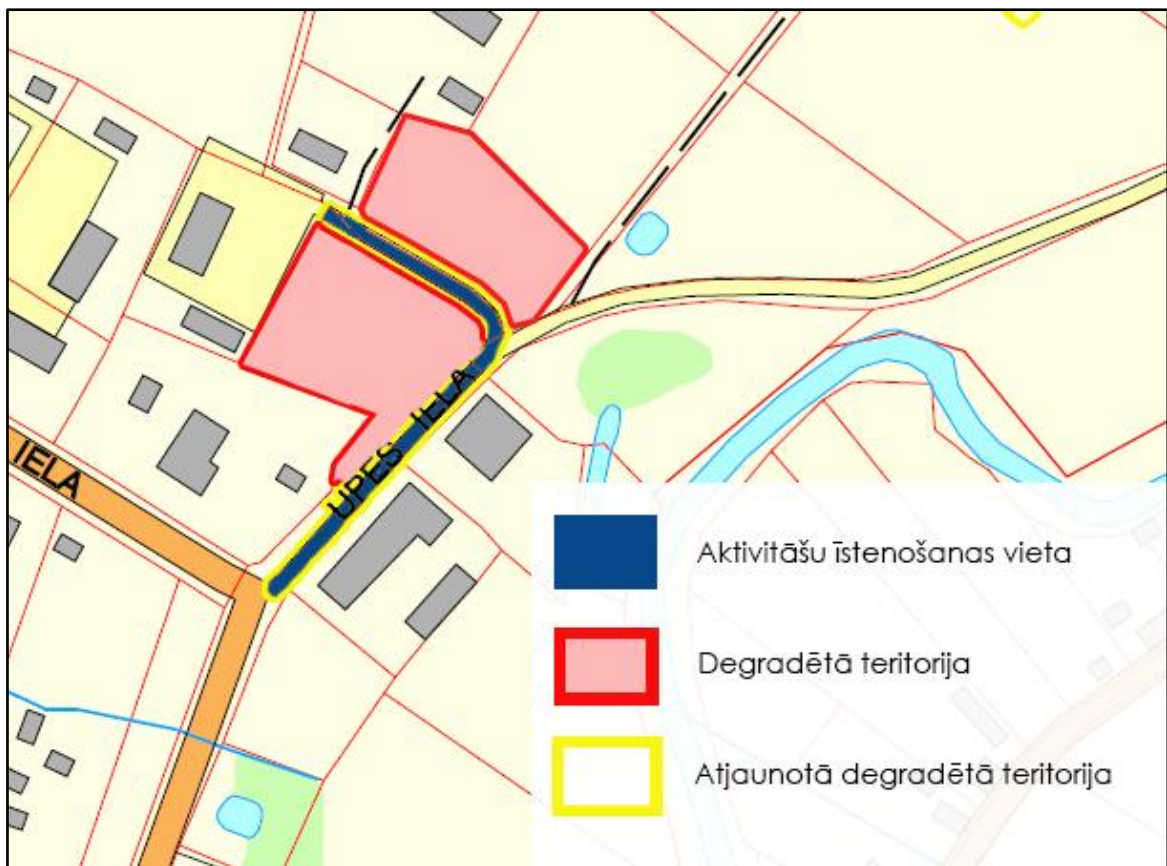 UPES IELA
IELA
Aktivitāšu īstenošanas vieta
Degradētā teritorija
Atjaunotā degradētā teritorija